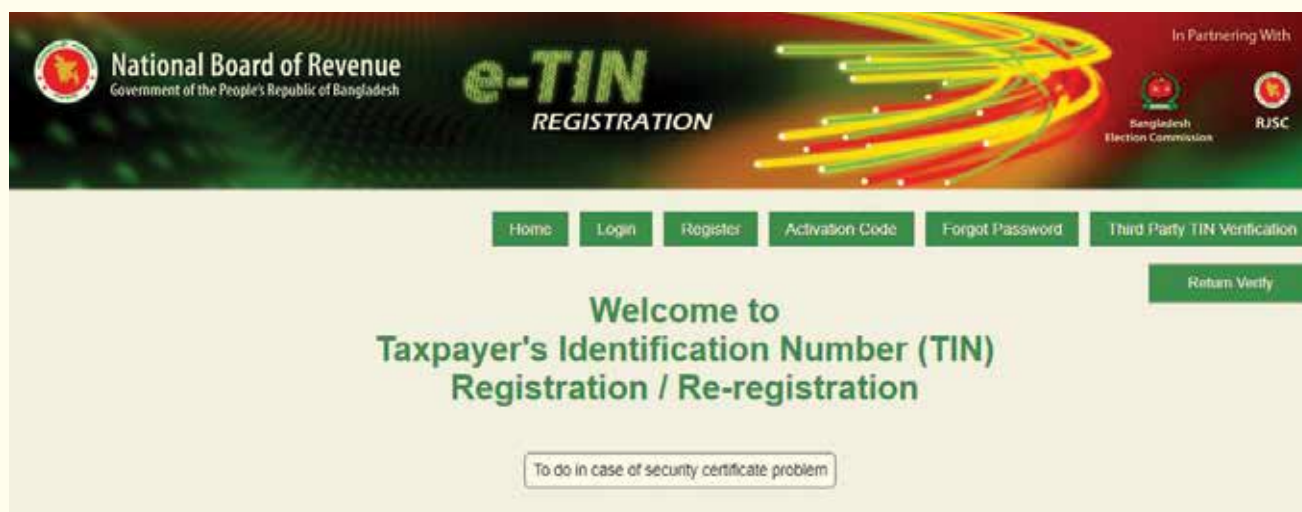 National Board of Revenue
Government of the People's Republic of Bangladesh
e-TIN
REGISTRATION
In Partnering With
Bangladesh
Election Commission
RJSC
Home Login Register Activation Code Forgot Password Third Party TIN Verification
Return Verify
Welcome to
Taxpayer's Identification Number (TIN)
Registration / Re-registration
To do in case of security certificate problem